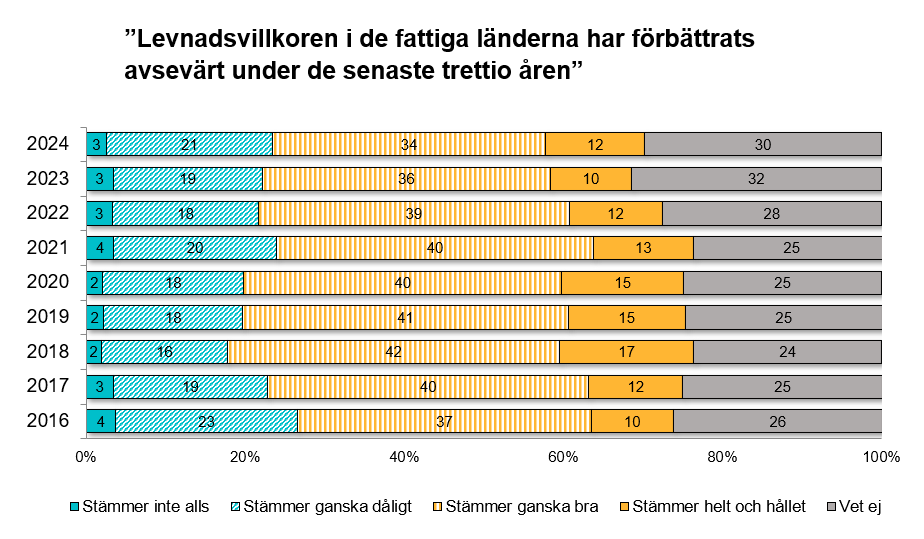 ”Levnadsvillkoren i de fattiga länderna har förbättrats
avsevärt under de senaste trettio åren”
2024 3 21 34 12 30
2023 3 19 36 10 32
2022 3 18 39 12 28
2021 4 20 40 13 25
2020 2 18 40 15 25
2019 2 18 41 15 25
2018 2 16 42 17 24
2017 3 19 40 12 25
2016 4 23 37 10 26
0% 20% 40% 60% 80% 100%
Stämmer inte alls Stämmer ganska dåligt Stämmer ganska bra Stämmer helt och hållet Vet ej